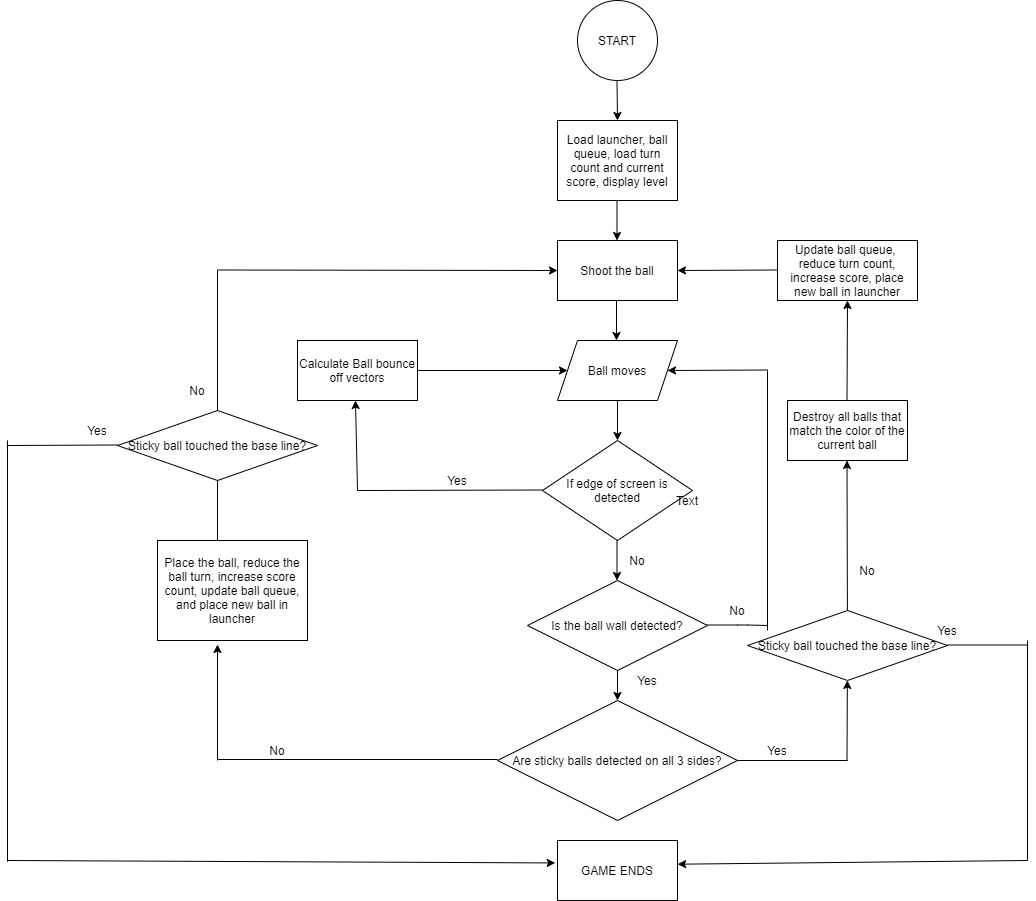 START
Load launcher, ball
queue, load turn
count and current
score, display level
Shoot the ball
Update ball queue,
reduce turn count,
increase score, place
new ball in launcher
Calculate Ball bounce
off vectors
Ball moves
No
Destroy all balls that
match the color of the
current ball
Yes
Sticky ball touched the base line?
Yes
If edge of screen is
detected
Text
No
No
Place the ball, reduce the
ball turn, increase score
count, update ball queue,
and place new ball in
launcher
Is the ball wall detected?
No
Yes
Sticky ball touched the base line?
Yes
No
Are sticky balls detected on all 3 sides?
Yes
GAME ENDS